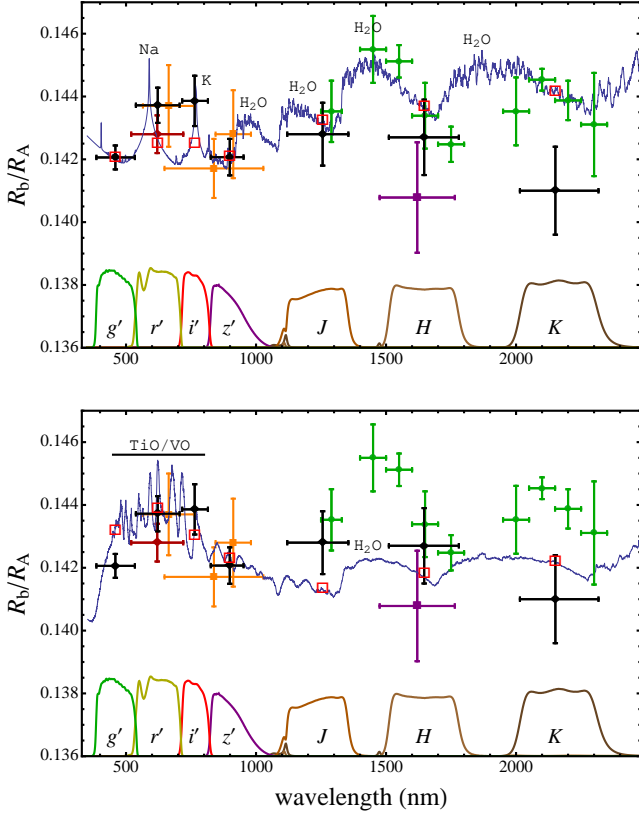 0.146
0.144
0.142
0.140
0.138
0.136
R_b/R_A
Na
K
H₂O
H₂O
H₂O
H₂O
g′
r′
i′
z′
J
H
K
500
1000
1500
2000
0.146
0.144
0.142
0.140
0.138
0.136
R_b/R_A
TiO/VO
H₂O
g′
r′
i′
z′
J
H
K
500
1000
1500
2000
wavelength (nm)